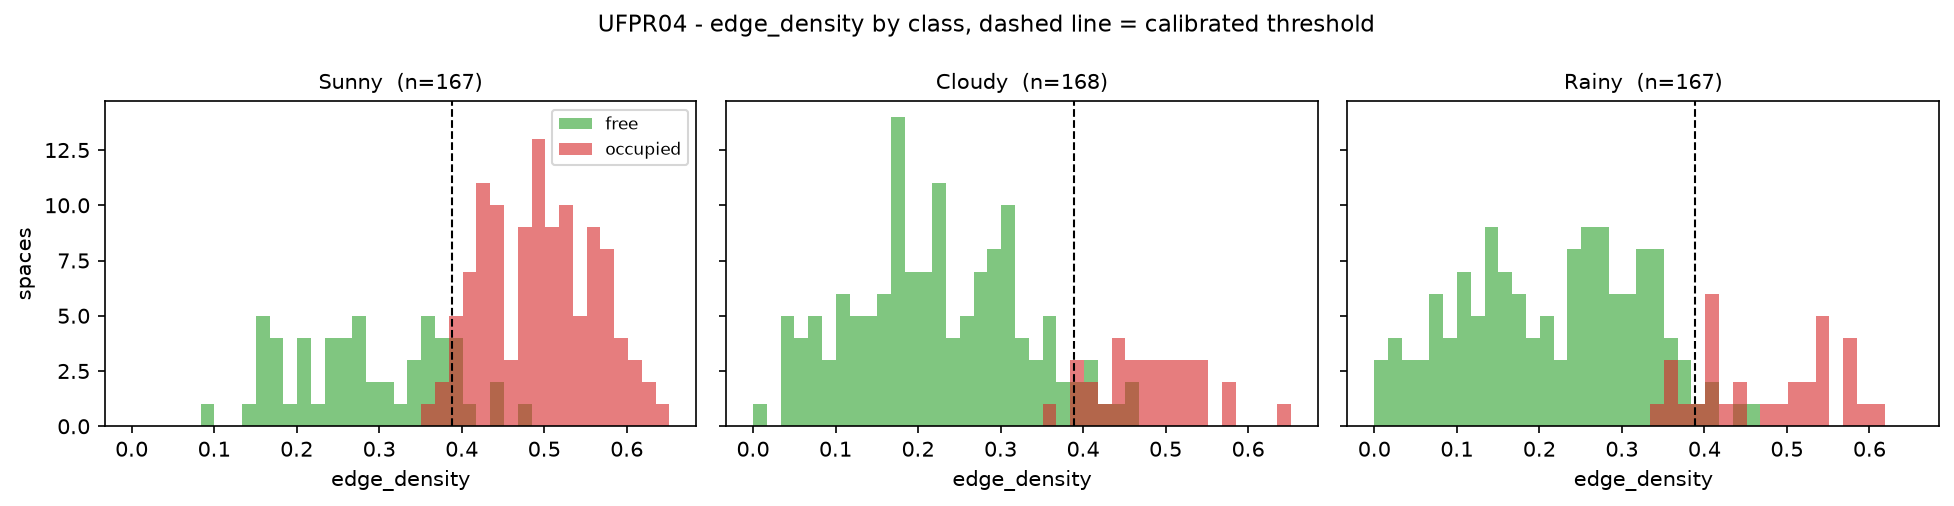 UFPR04 - edge_density by class, dashed line = calibrated threshold
Sunny (n=167)
Cloudy (n=168)
Rainy (n=167)
free
occupied
spaces
12.5
10.0
7.5
5.0
2.5
0.0
0.0 0.1 0.2 0.3 0.4 0.5 0.6
0.0 0.1 0.2 0.3 0.4 0.5 0.6
0.0 0.1 0.2 0.3 0.4 0.5 0.6
edge_density
edge_density
edge_density